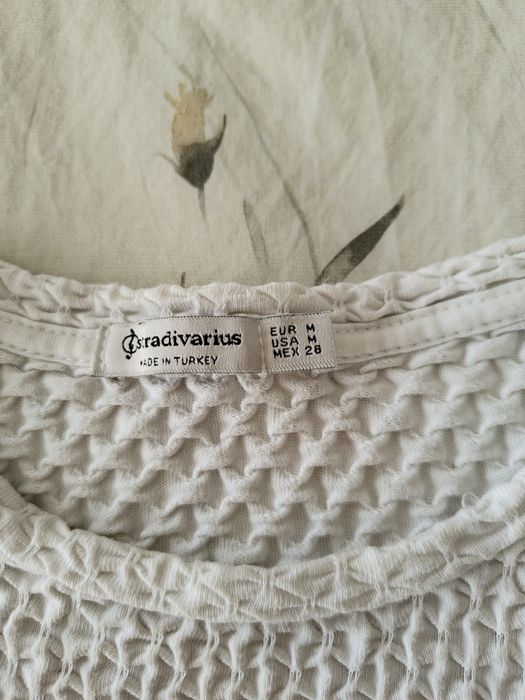 stradivarius
MADE IN TURKEY
EUR M
USA M
MEX 28